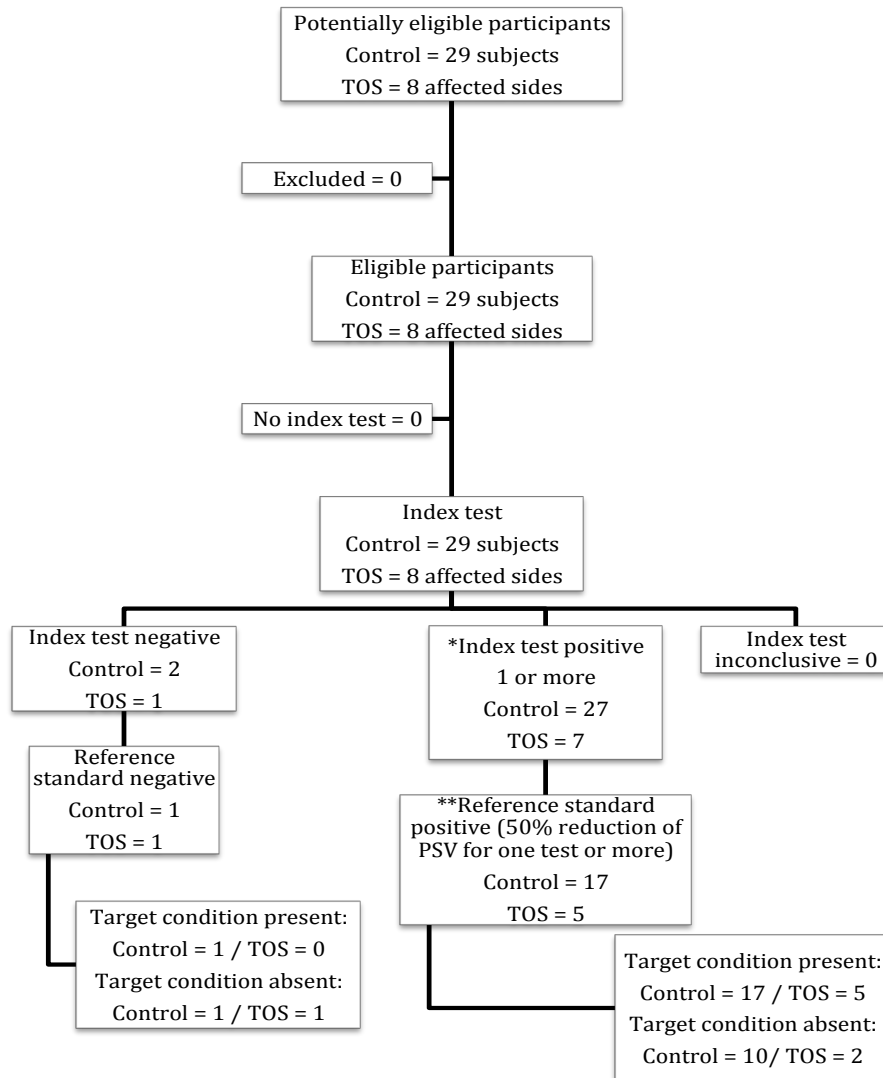 Potentially eligible participants
Control = 29 subjects
TOS = 8 affected sides
Excluded = 0
Eligible participants
Control = 29 subjects
TOS = 8 affected sides
No index test = 0
Index test
Control = 29 subjects
TOS = 8 affected sides
Index test negative
Control = 2
TOS = 1
*Index test positive
1 or more
Control = 27
TOS = 7
Index test
inconclusive = 0
Reference
standard negative
Control = 1
TOS = 1
**Reference standard
positive (50% reduction of
PSV for one test or more)
Control = 17
TOS = 5
Target condition present:
Control = 1 / TOS = 0
Target condition absent:
Control = 1 / TOS = 1
Target condition present:
Control = 17 / TOS = 5
Target condition absent:
Control = 10/ TOS = 2